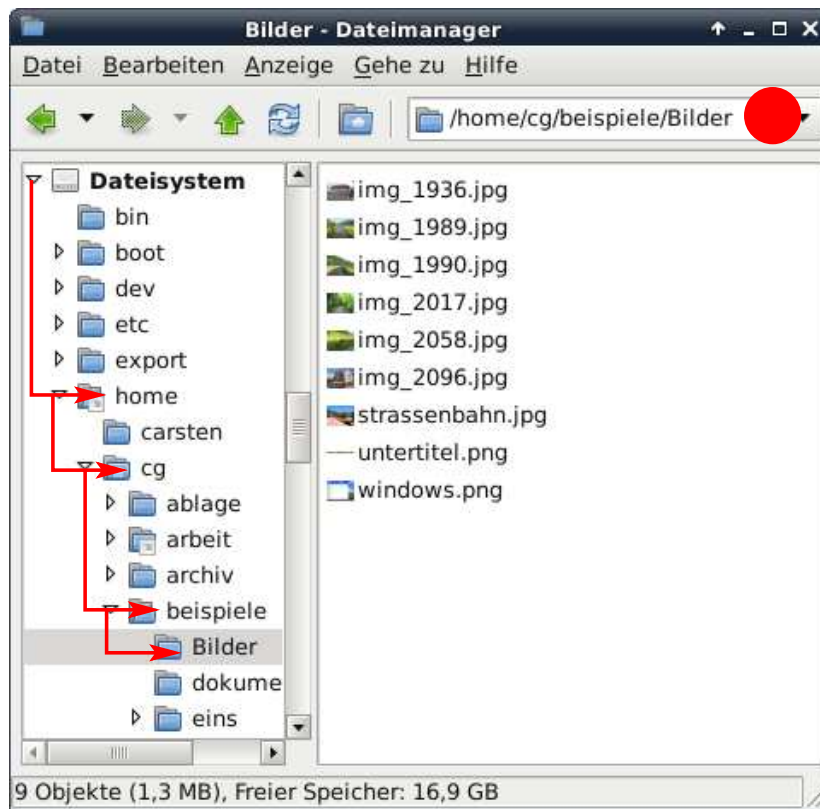 Bilder - Dateimanager
Datei Bearbeiten Anzeige Gehe zu Hilfe
/home/cg/beispiele/Bilder
Dateisystem
bin
boot
dev
etc
export
home
carsten
cg
ablage
arbeit
archiv
beispiele
Bilder
dokume
eins
img_1936.jpg
img_1989.jpg
img_1990.jpg
img_2017.jpg
img_2058.jpg
img_2096.jpg
strassenbahn.jpg
untertitel.png
windows.png
9 Objekte (1,3 MB), Freier Speicher: 16,9 GB